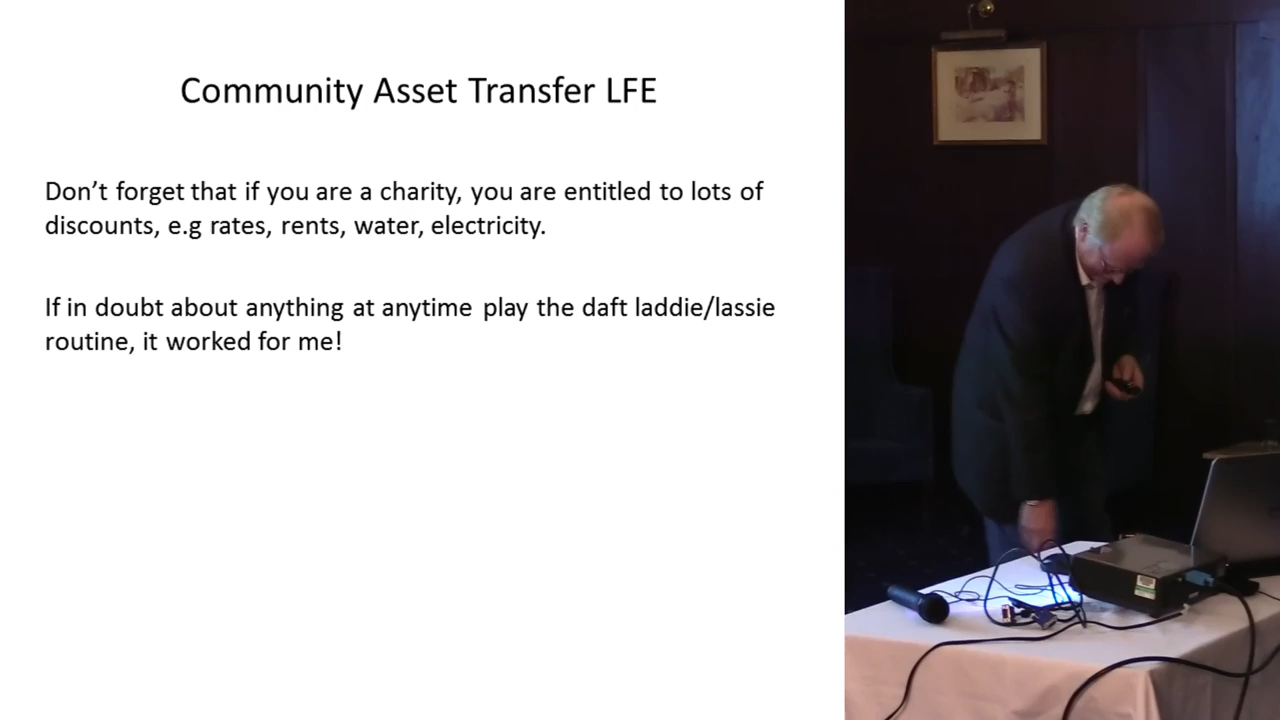 Community Asset Transfer LFE
Don’t forget that if you are a charity, you are entitled to lots of
discounts, e.g rates, rents, water, electricity.
If in doubt about anything at anytime play the daft laddie/lassie
routine, it worked for me!